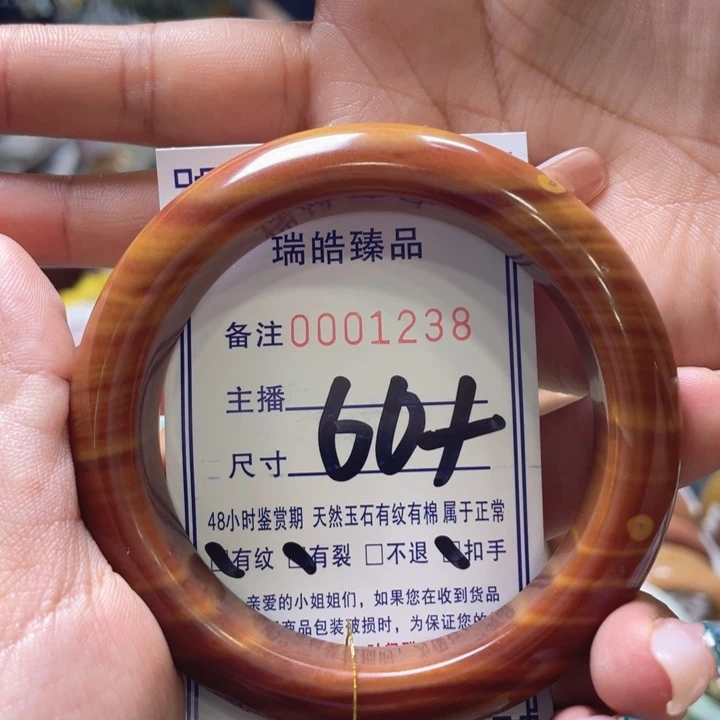 瑞皓臻品
备注0001238
主播
尺寸 60+
48小时鉴赏期 天然玉石有纹有棉 属于正常
有纹 有裂 □不退 扣手
亲爱的小姐姐们，如果您在收到货品
商品包装破损时，为保证您的